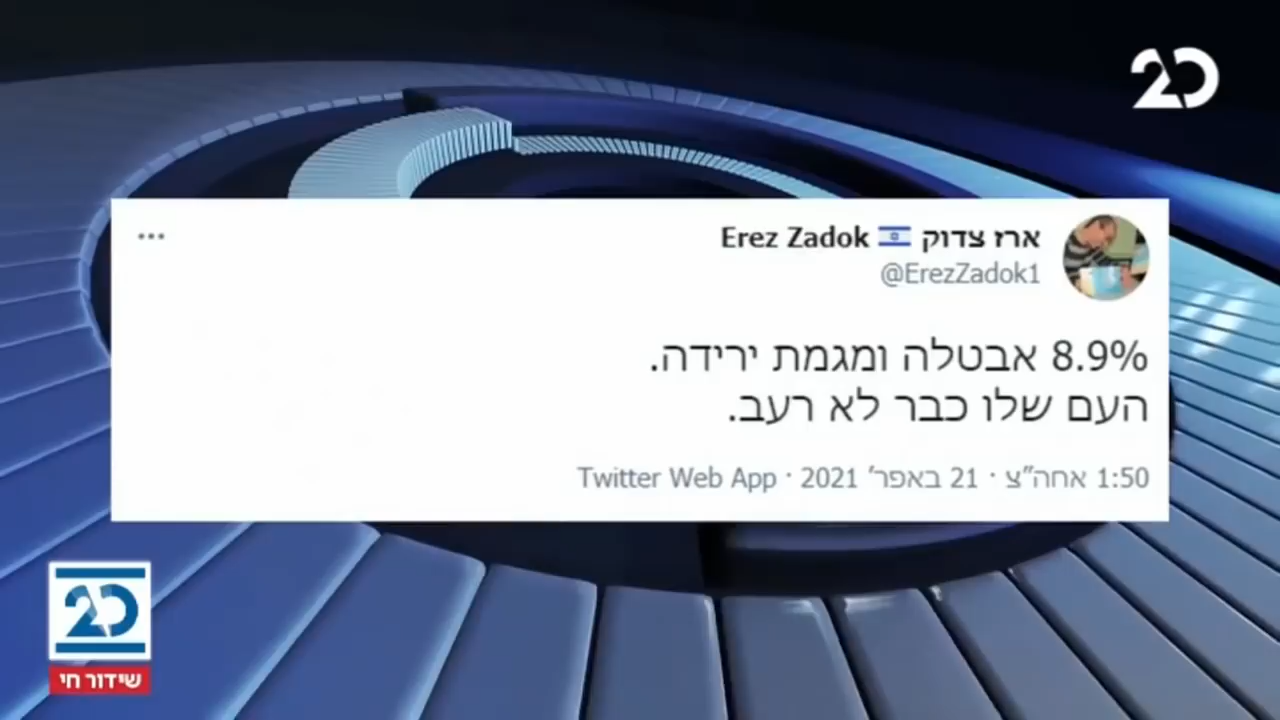 20
ארז צדוק 🇮🇱 Erez Zadok
@ErezZadok1
8.9% אבטלה ומגמת ירידה.
העם שלו כבר לא רעב.
1:50 אחה"צ · 21 באפר' 2021 · Twitter Web App
20
שידור חי